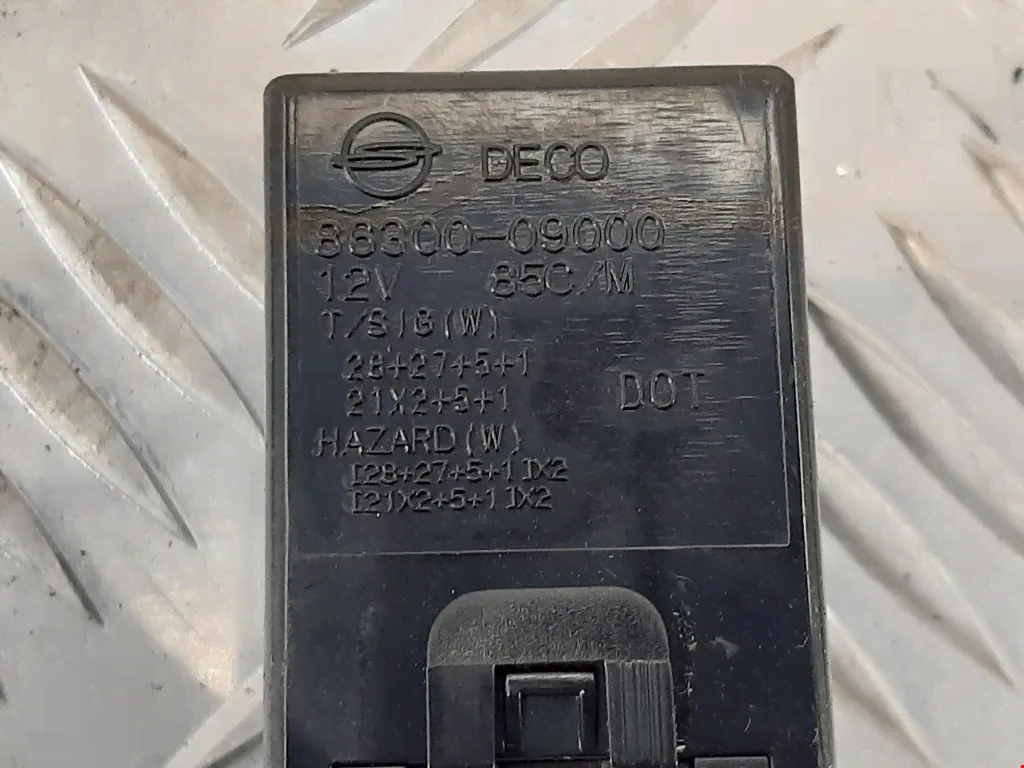 DECO
86300-09000
12V 85C/M
T/SIG(W)
28+27+5+1
21X2+5+1
DOT
HAZARD(W)
[28+27+5+1]X2
[21X2+5+1]X2